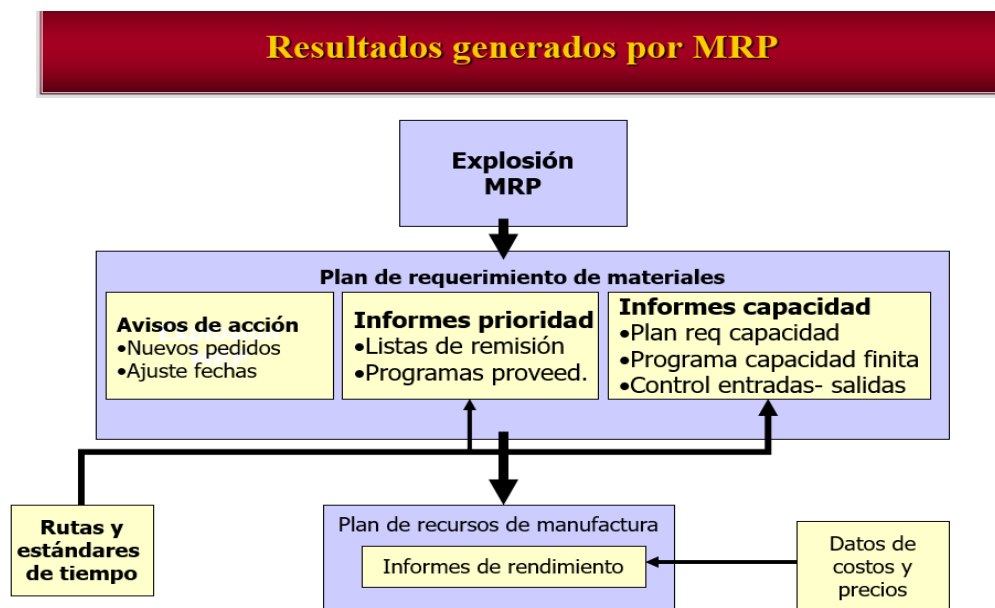 Resultados generados por MRP
Explosión
MRP
Plan de requerimiento de materiales
Avisos de acción
•Nuevos pedidos
•Ajuste fechas
Informes prioridad
•Listas de remisión
•Programas proveed.
Informes capacidad
•Plan req capacidad
•Programa capacidad finita
•Control entradas- salidas
Rutas y
estándares
de tiempo
Plan de recursos de manufactura
Informes de rendimiento
Datos de
costos y
precios